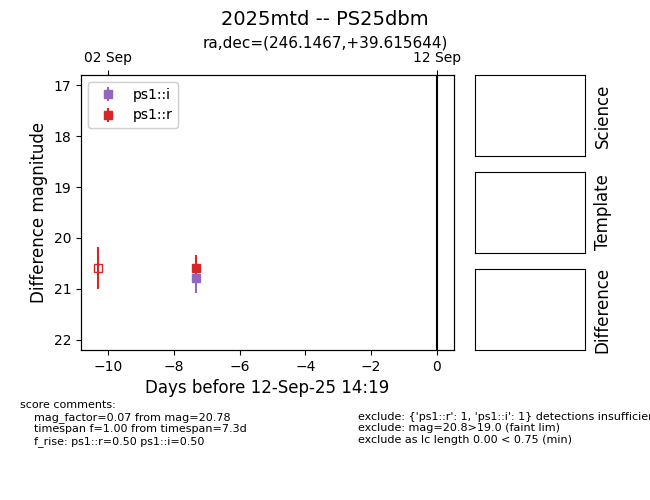 2025mtd -- PS25dbm
ra,dec=(246.1467,+39.615644)
02 Sep
12 Sep
17
18
19
20
21
22
Difference magnitude
ps1::i
ps1::r
−10
−8
−6
−4
−2
0
Days before 12-Sep-25 14:19
Science
Template
Difference
score comments:
mag_factor=0.07 from mag=20.78
timespan f=1.00 from timespan=7.3d
f_rise: ps1::r=0.50 ps1::i=0.50
exclude: {'ps1::r': 1, 'ps1::i': 1} detections
exclude: mag=20.8>19.0 (faint lim)
exclude as lc length 0.00 < 0.75 (min)